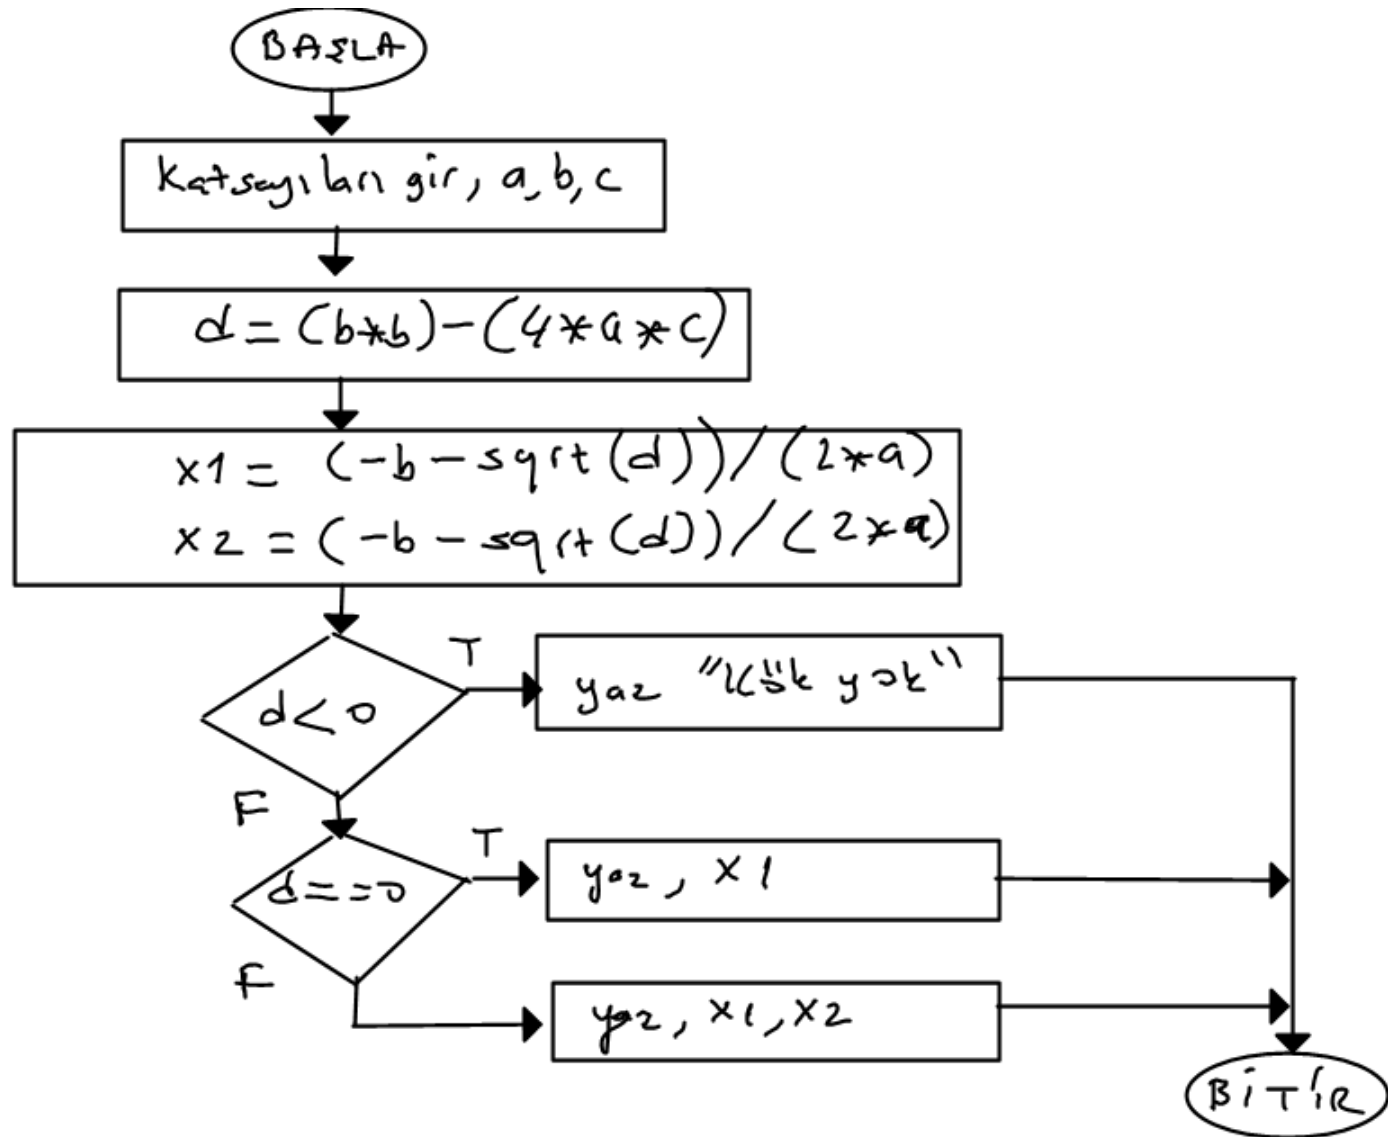 BAŞLA
Katsayıları gir, a, b, c
d = (b*b)-(4*a*c)
x1 = (-b-sqrt(d))/(2*a)
x2 = (-b-sqrt(d))/(2*a)
d<0
T
yaz "Kök yok"
F
d==0
T
yaz, x1
F
yaz, x1, x2
BİTİR